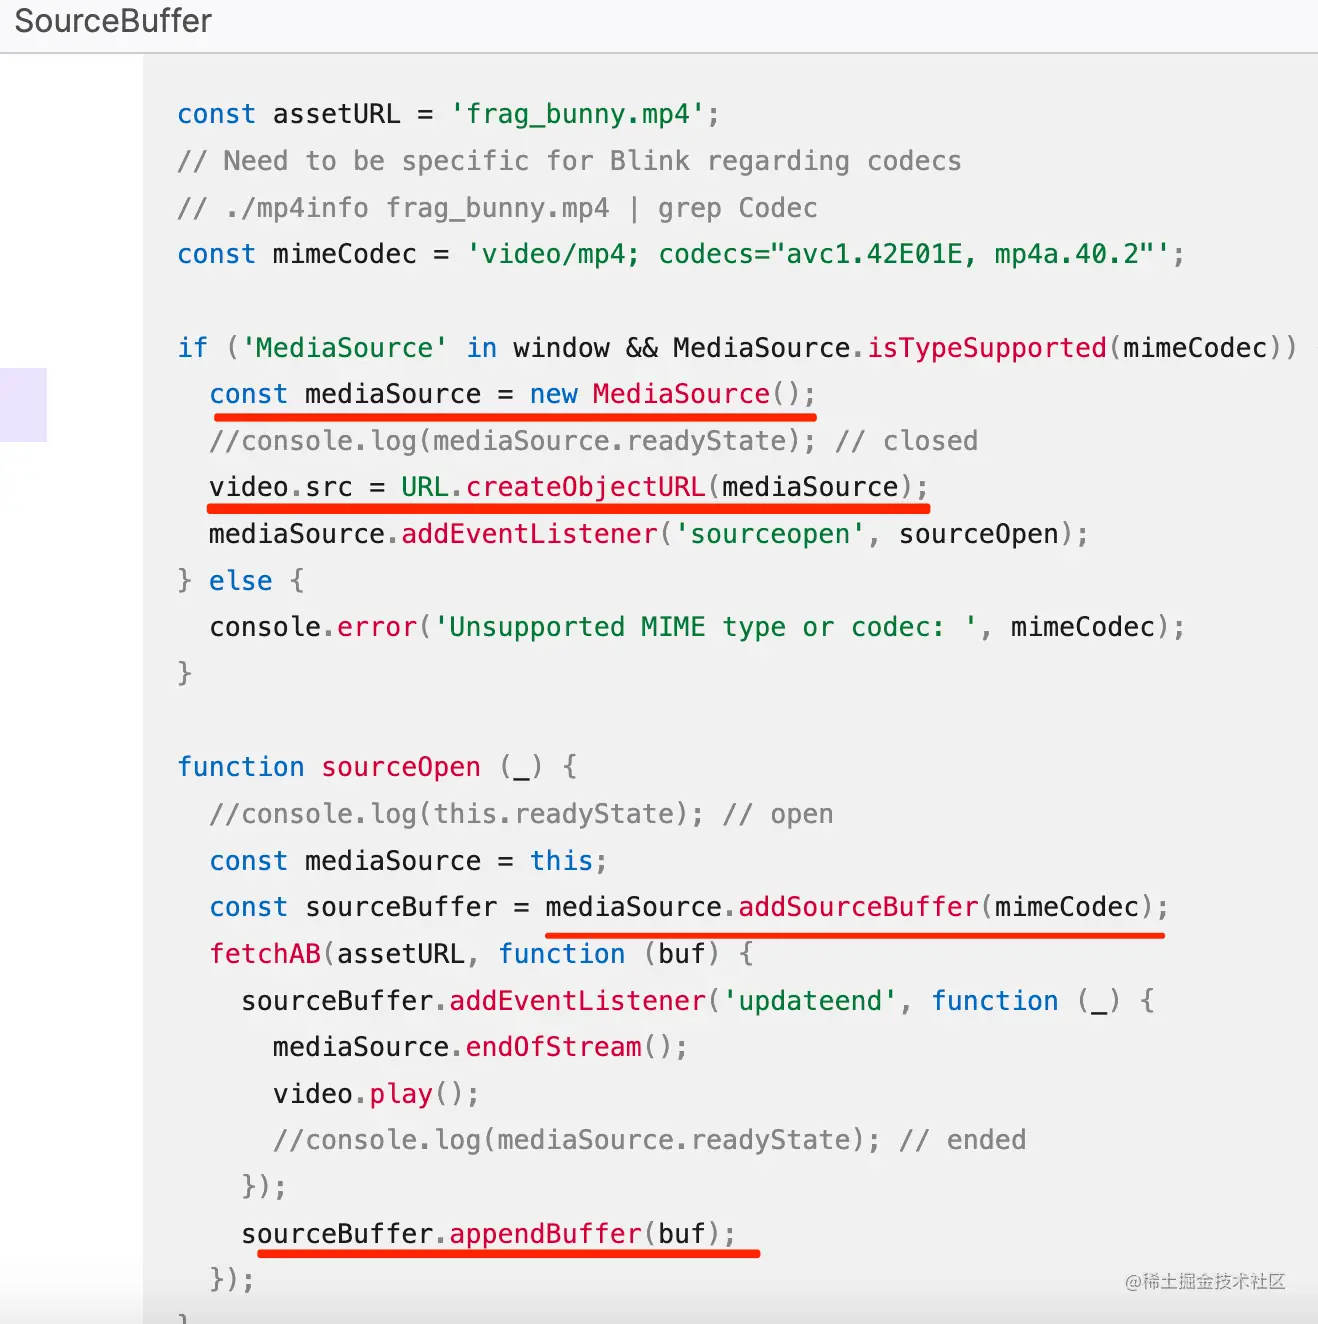 SourceBuffer
const assetURL = 'frag_bunny.mp4';
// Need to be specific for Blink regarding codecs
// ./mp4info frag_bunny.mp4 | grep Codec
const mimeCodec = 'video/mp4; codecs="avc1.42E01E, mp4a.40.2"';
if ('MediaSource' in window && MediaSource.isTypeSupported(mimeCodec))
const mediaSource = new MediaSource();
//console.log(mediaSource.readyState); // closed
video.src = URL.createObjectURL(mediaSource);
mediaSource.addEventListener('sourceopen', sourceOpen);
} else {
console.error('Unsupported MIME type or codec: ', mimeCodec);
}
function sourceOpen (_) {
//console.log(this.readyState); // open
const mediaSource = this;
const sourceBuffer = mediaSource.addSourceBuffer(mimeCodec);
fetchAB(assetURL, function (buf) {
sourceBuffer.addEventListener('updateend', function (_) {
mediaSource.endOfStream();
video.play();
//console.log(mediaSource.readyState); // ended
});
sourceBuffer.appendBuffer(buf);
});
@稀土掘金技术社区
}